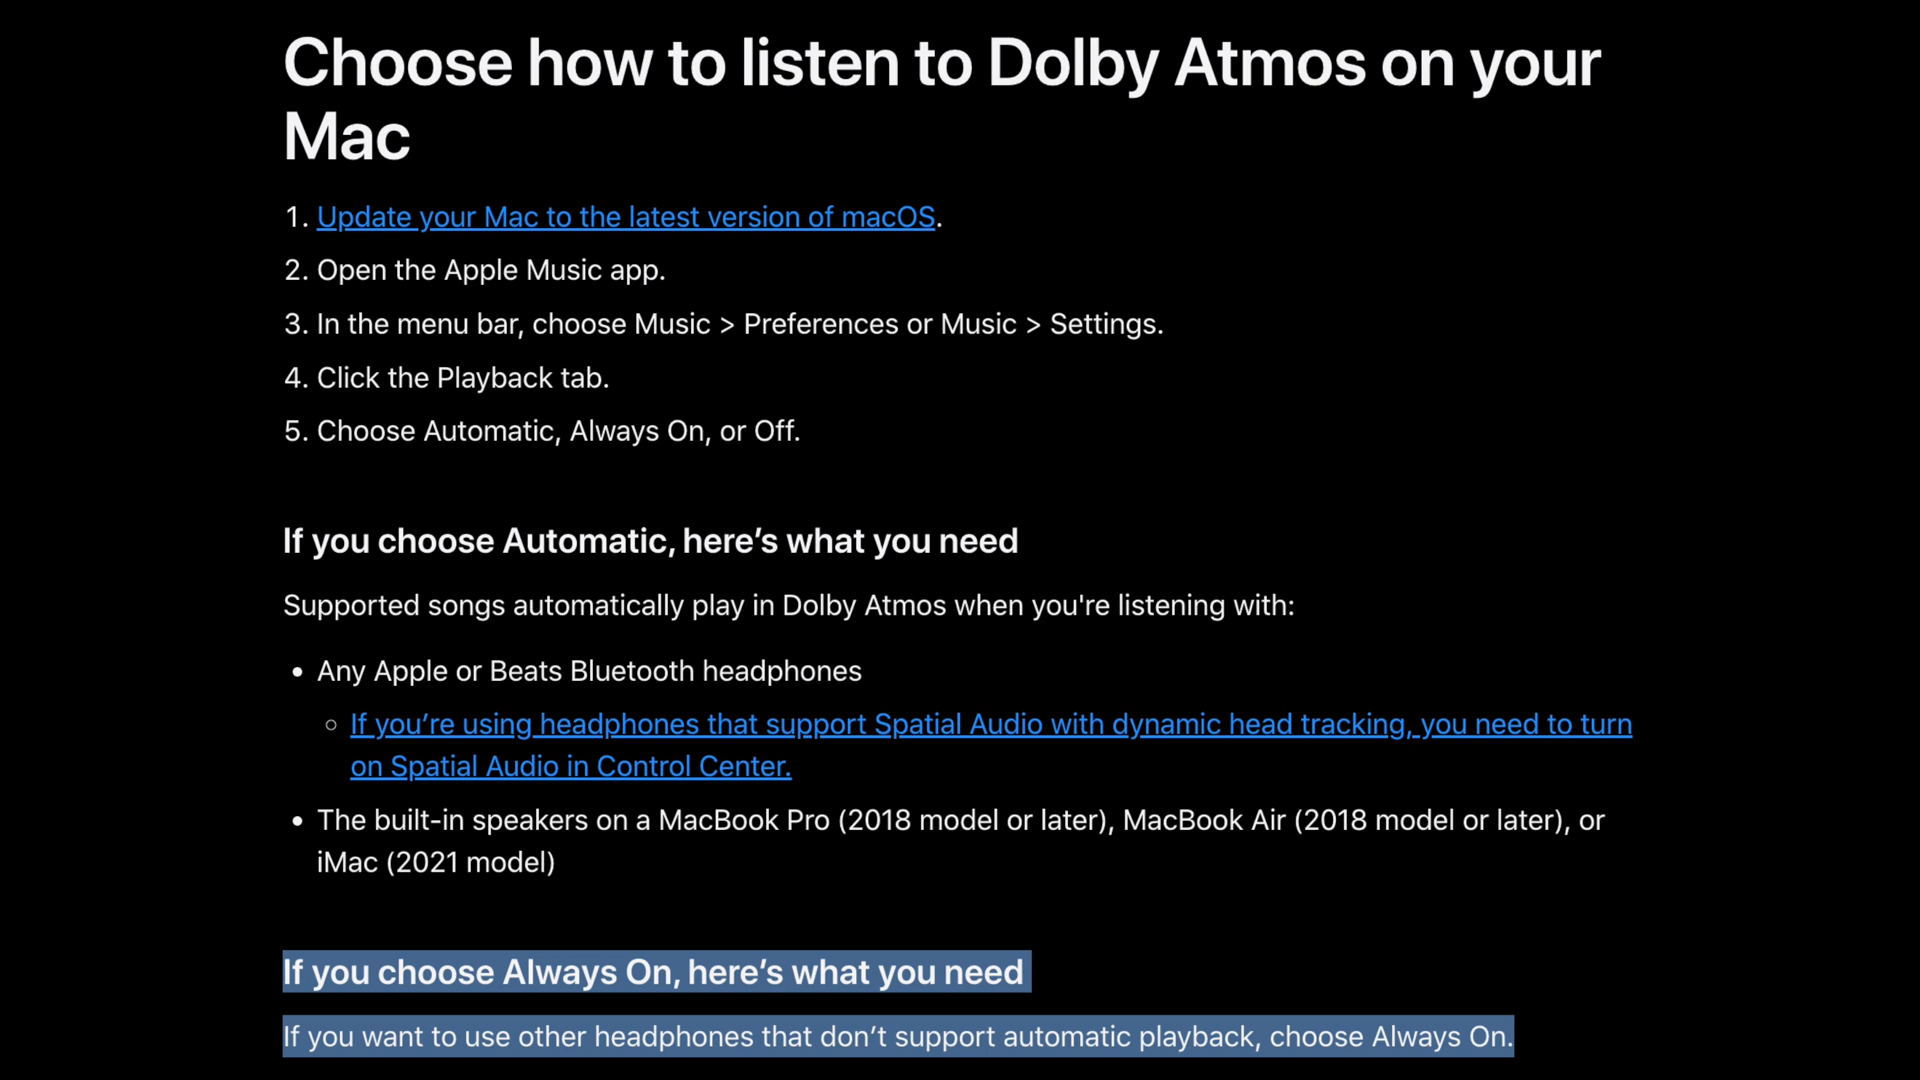 Choose how to listen to Dolby Atmos on your
Mac
1. Update your Mac to the latest version of macOS.
2. Open the Apple Music app.
3. In the menu bar, choose Music > Preferences or Music > Settings.
4. Click the Playback tab.
5. Choose Automatic, Always On, or Off.
If you choose Automatic, here’s what you need
Supported songs automatically play in Dolby Atmos when you're listening with:
• Any Apple or Beats Bluetooth headphones
◦ If you’re using headphones that support Spatial Audio with dynamic head tracking, you need to turn
on Spatial Audio in Control Center.
• The built-in speakers on a MacBook Pro (2018 model or later), MacBook Air (2018 model or later), or
iMac (2021 model)
If you choose Always On, here’s what you need
If you want to use other headphones that don’t support automatic playback, choose Always On.